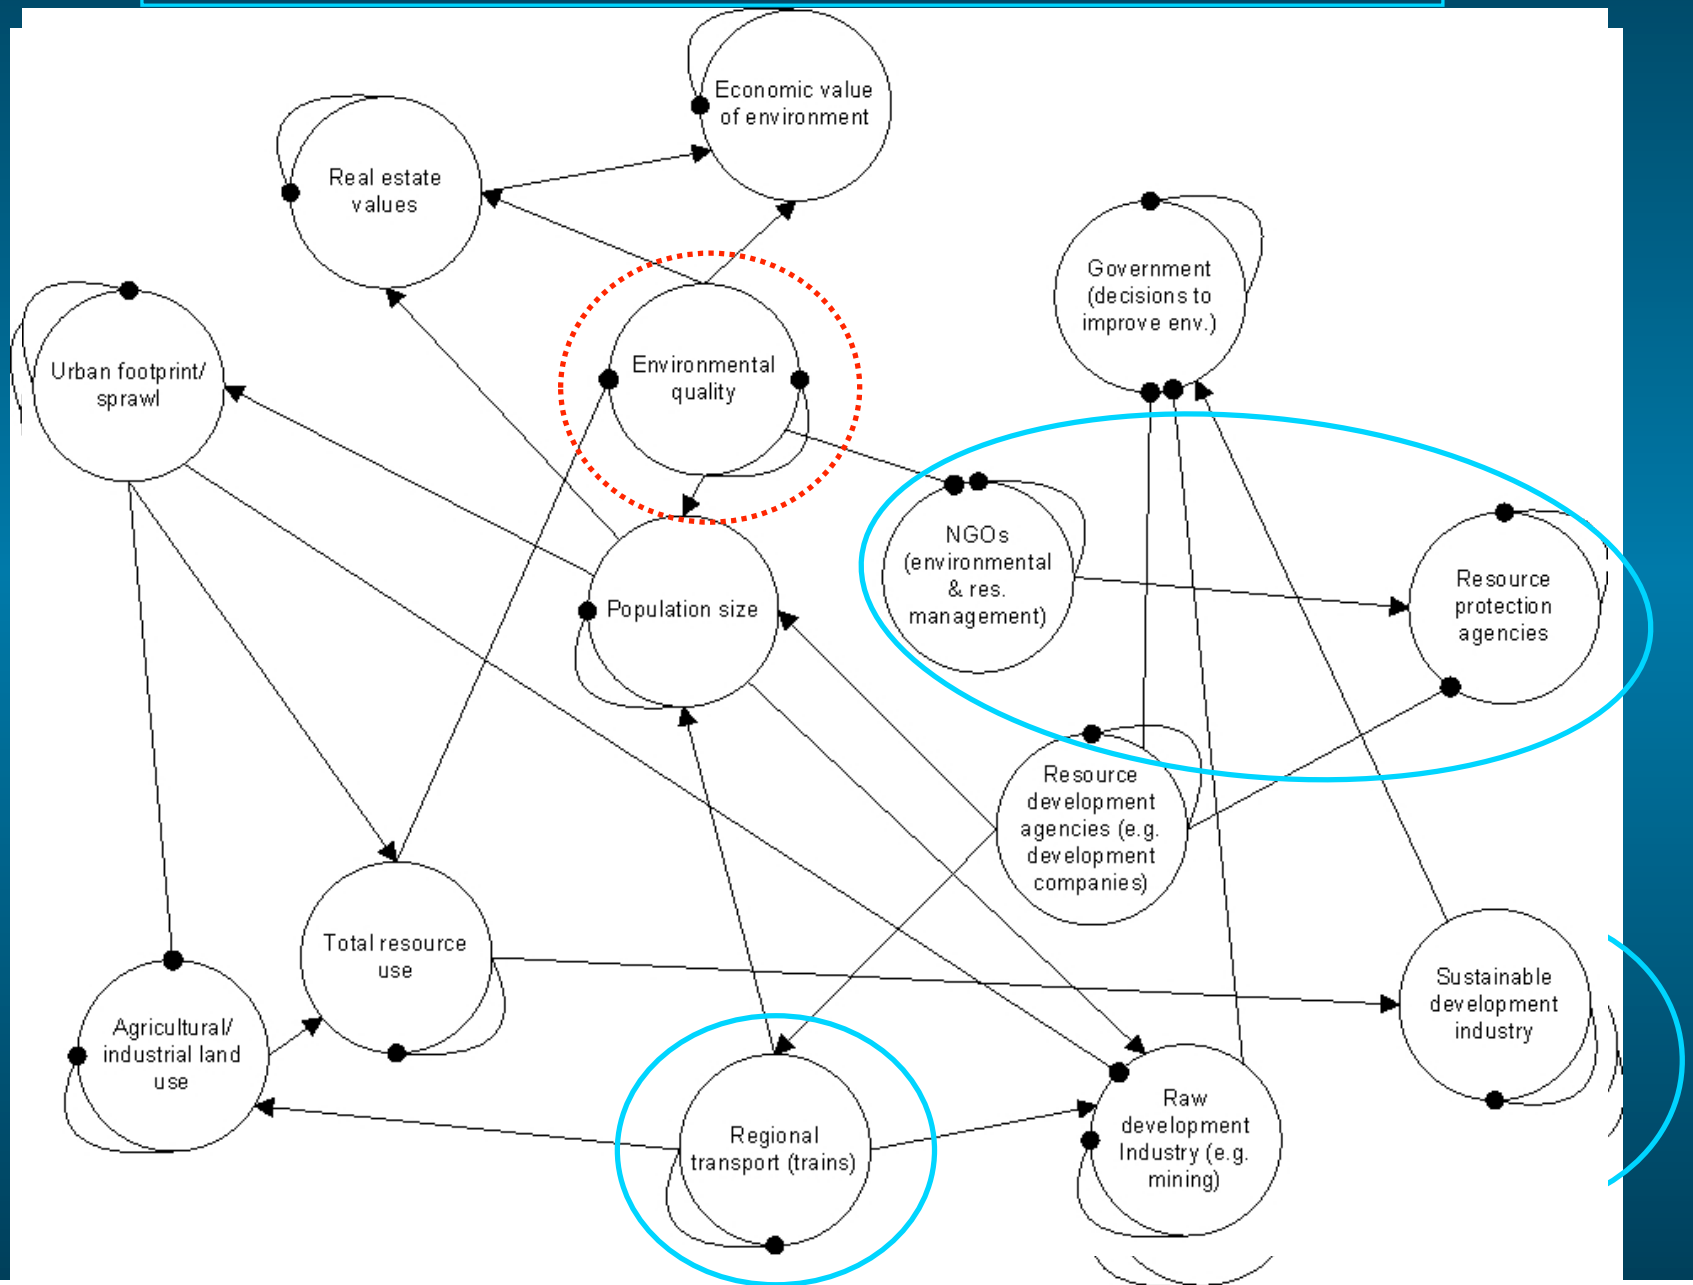 Economic value
of environment
Real estate
values
Government
(decisions to
improve env.)
Urban footprint/
sprawl
Environmental
quality
NGOs
(environmental
& res.
management)
Resource
protection
agencies
Population size
Resource
development
agencies (e.g.
development
companies)
Total resource
use
Sustainable
development
industry
Agricultural/
industrial land
use
Regional
transport (trains)
Raw
development
Industry (e.g.
mining)